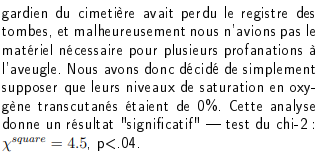 gardien du cimetière avait perdu le registre des
tombes, et malheureusement nous n'avions pas le
matériel nécessaire pour plusieurs profanations à
l'aveugle. Nous avons donc décidé de simplement
supposer que leurs niveaux de saturation en oxy-
gène transcutanés étaient de 0%. Cette analyse
donne un résultat "significatif" — test du chi-2 :
χ^square = 4.5, p<.04.